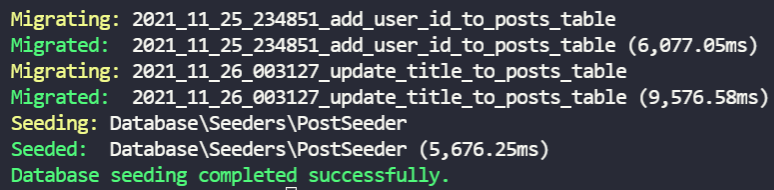 Migrating: 2021_11_25_234851_add_user_id_to_posts_table
Migrated:  2021_11_25_234851_add_user_id_to_posts_table (6,077.05ms)
Migrating: 2021_11_26_003127_update_title_to_posts_table
Migrated:  2021_11_26_003127_update_title_to_posts_table (9,576.58ms)
Seeding: Database\Seeders\PostSeeder
Seeded:  Database\Seeders\PostSeeder (5,676.25ms)
Database seeding completed successfully.